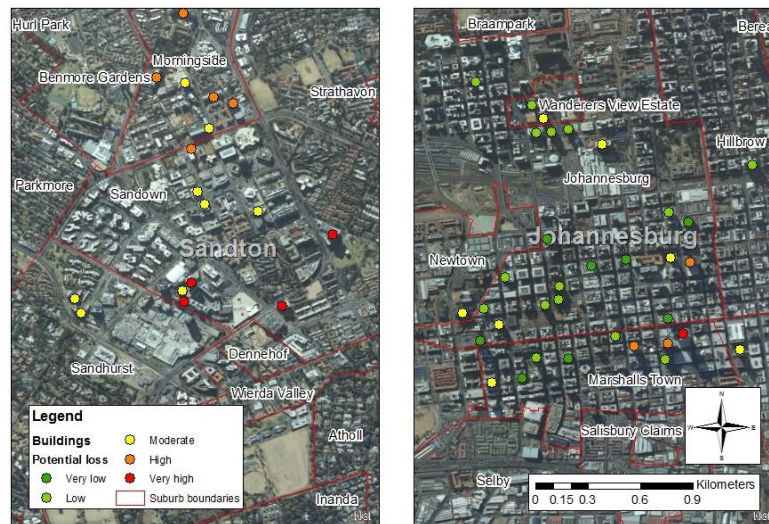 Hurl Park
Morningside
Benmore Gardens
Strathavon
Parkmore
Sandown
Sandton
Sandhurst
Dennehof
Wierda Valley
Atholl
Inanda
Legend
Buildings
Potential loss
Very low
Low
Moderate
High
Very high
Suburb boundaries
Braampark
Berea
Wanderers View Estate
Hillbrow
Johannesburg
Johannesburg
Newtown
Marshalls Town
Salisbury Claims
Selby
N
W E
S
Kilometers
0 0.15 0.3 0.6 0.9